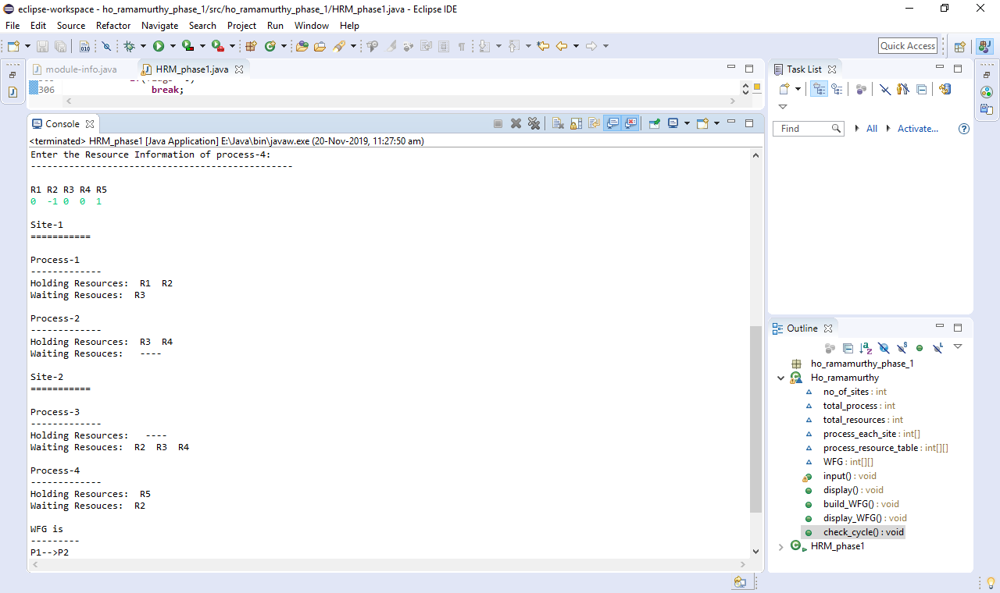 eclipse-workspace - ho_ramamurthy_phase_1/src/ho_ramamurthy_phase_1/HRM_phase1.java - Eclipse IDE
File Edit Source Refactor Navigate Search Project Run Window Help
Quick Access
module-info.java HRM_phase1.java
306 break;
Console
<terminated> HRM_phase1 [Java Application] E:\Java\bin\javaw.exe (20-Nov-2019, 11:27:50 am)
Enter the Resource Information of process-4:
------------------------------------------------
R1 R2 R3 R4 R5
0 -1 0 0 1
Site-1
===========
Process-1
-------------
Holding Resources: R1 R2
Waiting Resouces: R3
Process-2
-------------
Holding Resources: R3 R4
Waiting Resouces: ----
Site-2
===========
Process-3
-------------
Holding Resources: ----
Waiting Resouces: R2 R3 R4
Process-4
-------------
Holding Resources: R5
Waiting Resouces: R2
WFG is
---------
P1-->P2
Task List
Find All Activate...
Outline
ho_ramamurthy_phase_1
Ho_ramamurthy
no_of_sites : int
total_process : int
total_resources : int
process_each_site : int[]
process_resource_table : int[][]
WFG : int[][]
input() : void
display() : void
build_WFG() : void
display_WFG() : void
check_cycle() : void
HRM_phase1